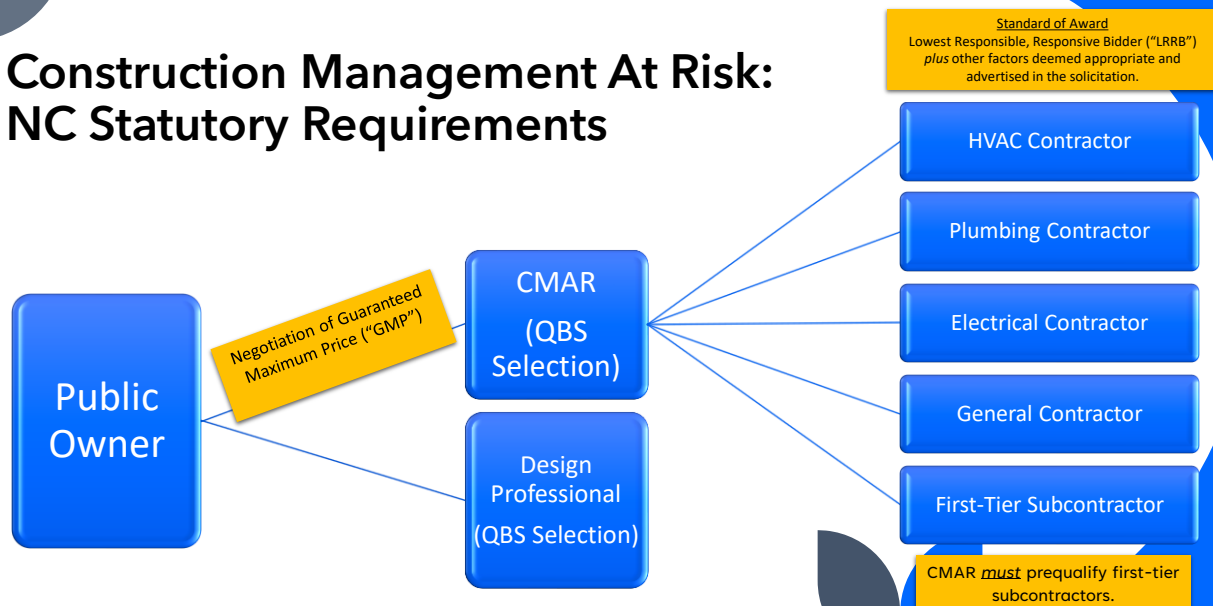 Construction Management At Risk:
NC Statutory Requirements
Standard of Award
Lowest Responsible, Responsive Bidder (“LRRB”)
plus other factors deemed appropriate and
advertised in the solicitation.
Public
Owner
Negotiation of Guaranteed
Maximum Price (“GMP”)
CMAR
(QBS
Selection)
Design
Professional
(QBS Selection)
HVAC Contractor
Plumbing Contractor
Electrical Contractor
General Contractor
First-Tier Subcontractor
CMAR must prequalify first-tier
subcontractors.